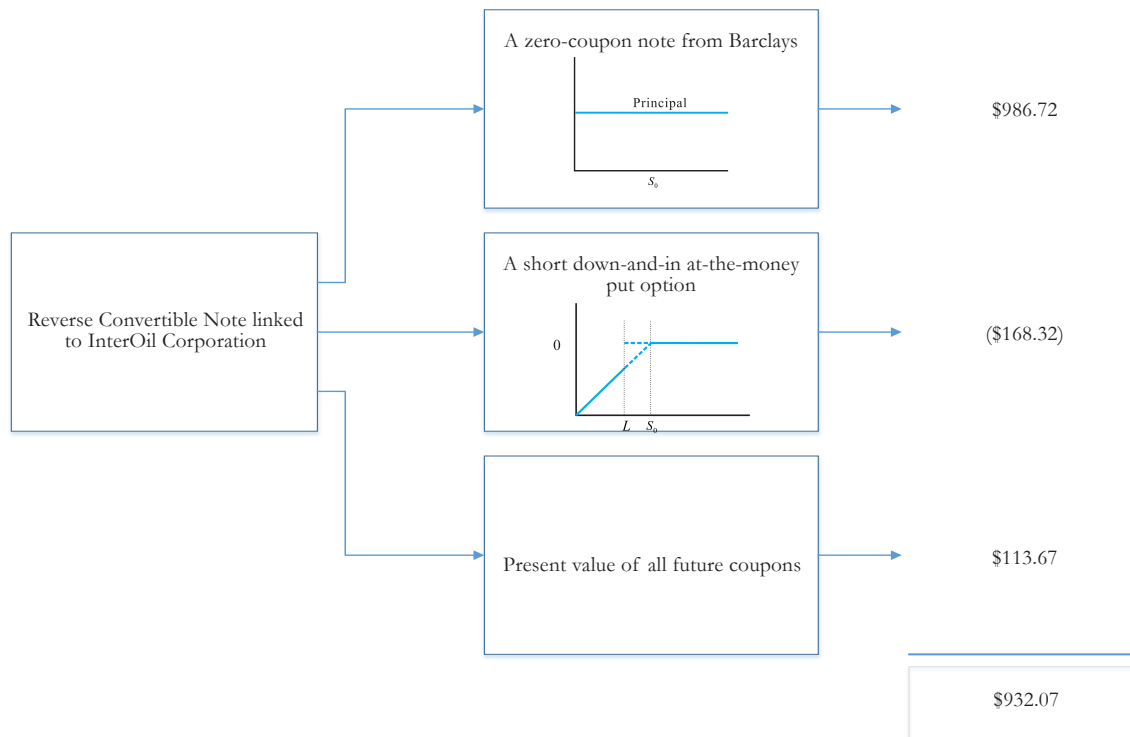 A zero-coupon note from Barclays
Principal
S₀
$986.72
Reverse Convertible Note linked
to InterOil Corporation
A short down-and-in at-the-money
put option
0
L S₀
($168.32)
Present value of all future coupons
$113.67
$932.07